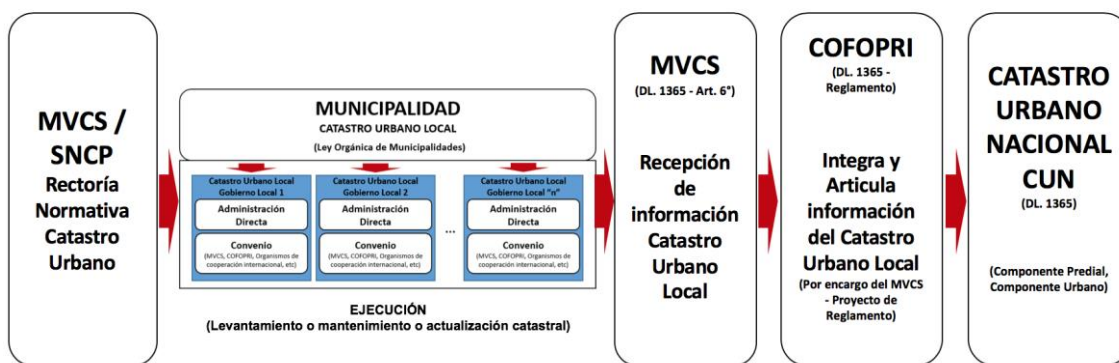 MVCS /
SNCP
Rectoría
Normativa
Catastro
Urbano
MUNICIPALIDAD
CATASTRO URBANO LOCAL
(Ley Orgánica de Municipalidades)
Catastro Urbano Local
Gobierno Local 1
Administración
Directa
Convenio
(MVCS, COFOPRI, Organismos de
cooperación internacional, etc)
Catastro Urbano Local
Gobierno Local 2
Administración
Directa
Convenio
(MVCS, COFOPRI, Organismos de
cooperación internacional, etc)
...
Catastro Urbano Local
Gobierno Local "n"
Administración
Directa
Convenio
(MVCS, COFOPRI, Organismos de
cooperación internacional, etc)
EJECUCIÓN
(Levantamiento o mantenimiento o actualización catastral)
MVCS
(DL. 1365 - Art. 6°)
Recepción
de
información
Catastro
Urbano
Local
COFOPRI
(DL. 1365 -
Reglamento)
Integra y
Articula
información
del Catastro
Urbano Local
(Por encargo del MVCS
- Proyecto de
Reglamento)
CATASTRO
URBANO
NACIONAL
CUN
(DL. 1365)
(Componente Predial,
Componente Urbano)